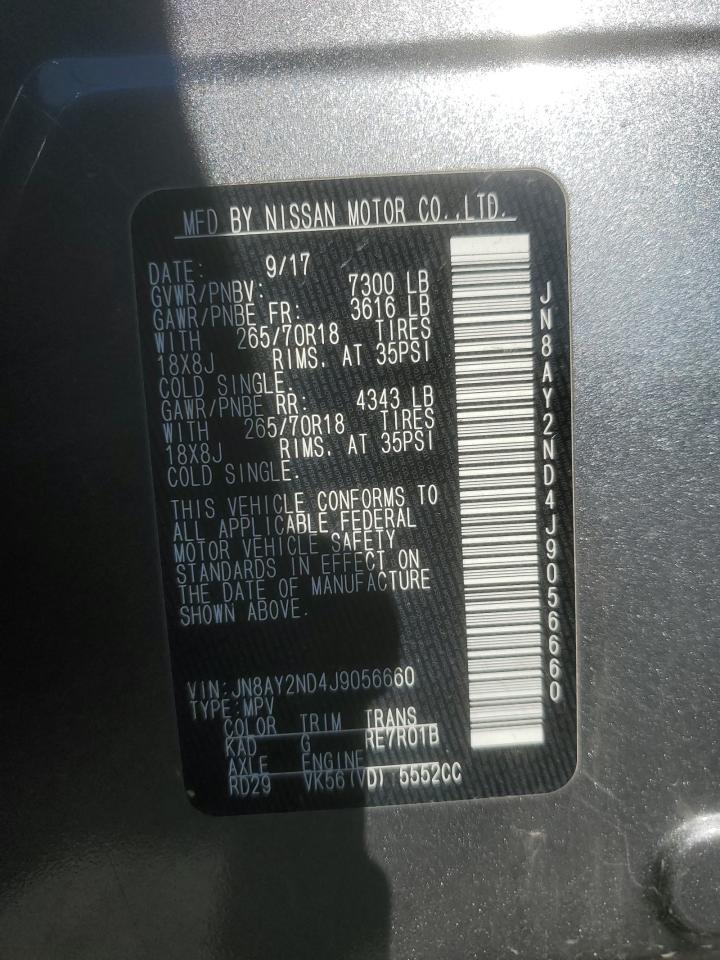 MFD BY NISSAN MOTOR CO.,LTD.
DATE: 9/17
GVWR/PNBV: 7300 LB
GAWR/PNBE FR: 3616 LB
WITH 265/70R18 TIRES
18X8J RIMS. AT 35PSI
COLD SINGLE.
GAWR/PNBE RR: 4343 LB
WITH 265/70R18 TIRES
18X8J RIMS. AT 35PSI
COLD SINGLE.
THIS VEHICLE CONFORMS TO
ALL APPLICABLE FEDERAL
MOTOR VEHICLE SAFETY
STANDARDS IN EFFECT ON
THE DATE OF MANUFACTURE
SHOWN ABOVE.
VIN:JN8AY2ND4J9056660
TYPE:MPV
COLOR TRIM TRANS
KAD G RE7R01B
AXLE ENGINE
RD29 VK56(VD) 5552CC
JN8AY2ND4J9056660